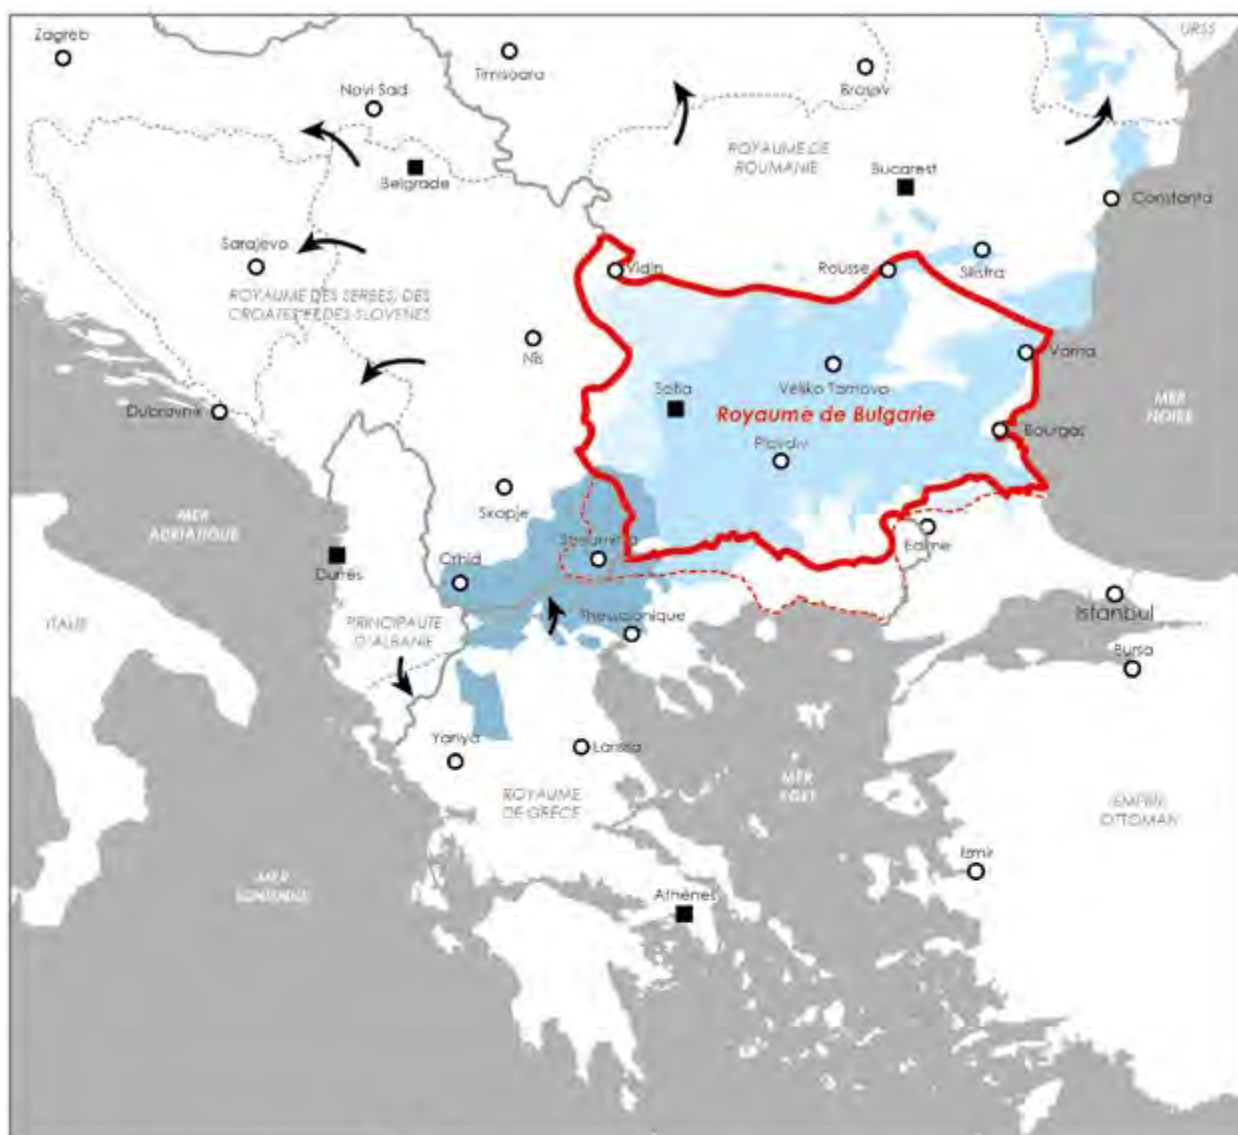 URSS
Zagreb
Timisoara
Brasov
Novi Sad
ROYAUME DE
ROUMANIE
Belgrade
Bucarest
Constanta
Sarajevo
Silistra
Vidin
Rousse
ROYAUME DES SERBES, DES
CROATES ET DES SLOVENES
Nis
Varna
Veliko Tarnovo
Sofia
MER
NOIRE
Dubrovnik
Royaume de Bulgarie
Bourgas
Plovdiv
Skopje
MER
ADRIATIQUE
Edirne
Durrës
Orhid
Istanbul
ITALIE
PRINCIPAUTE
D'ALBANIE
Thessalonique
Bursa
Yanya
Larissa
MER
EGEE
ROYAUME
DE GRÈCE
EMPIRE
OTTOMAN
Izmir
MER
IONIENNE
Athènes